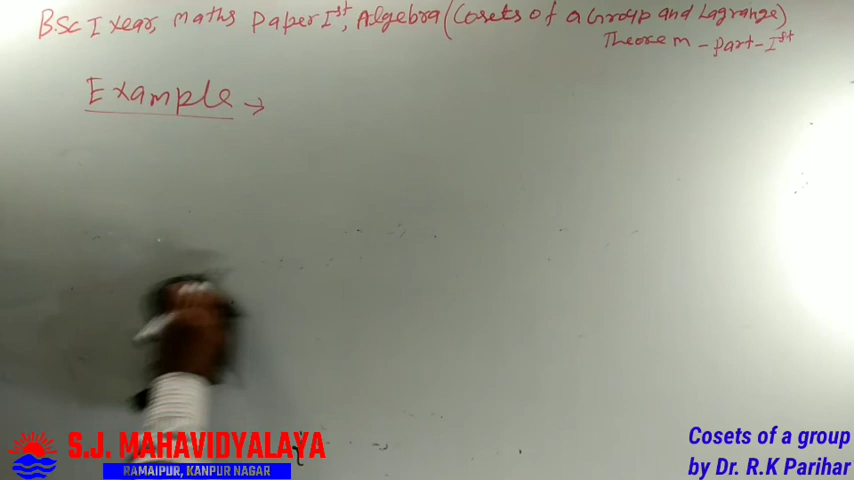 B.Sc I Year, Maths Paper Ist, Algebra (Cosets of a Group and Lagrange)
Theorem - Part - Ist
Example →
S.J. MAHAVIDYALAYA
RAMAIPUR, KANPUR NAGAR
Cosets of a group
by Dr. R.K Parihar